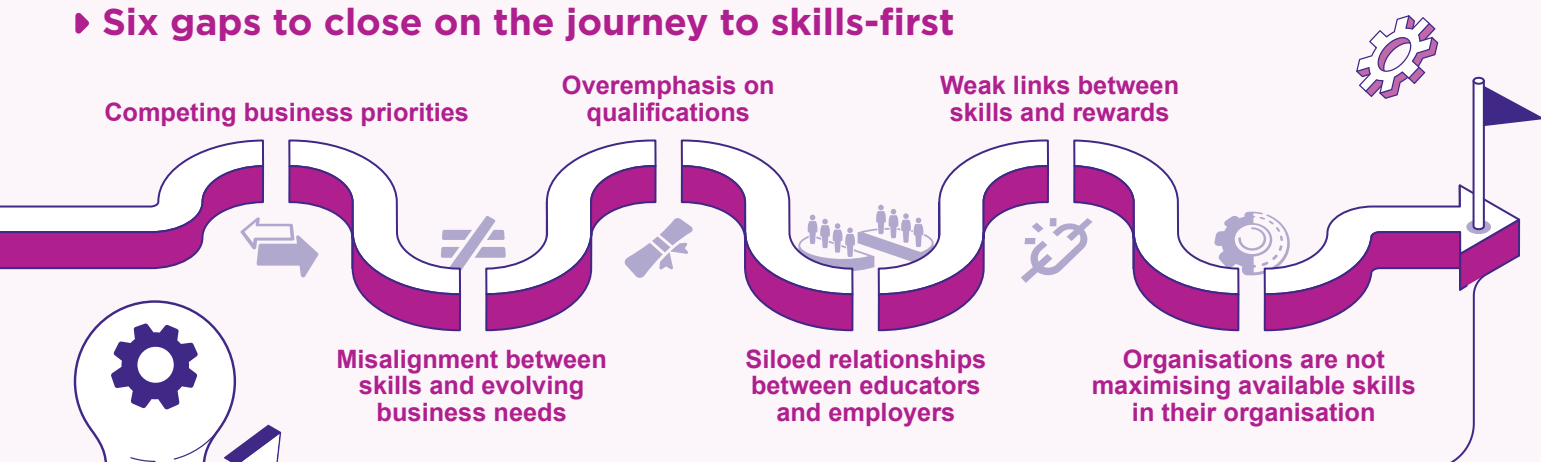 Six gaps to close on the journey to skills-first
Competing business priorities
Misalignment between
skills and evolving
business needs
Overemphasis on
qualifications
Siloed relationships
between educators
and employers
Weak links between
skills and rewards
Organisations are not
maximising available skills
in their organisation